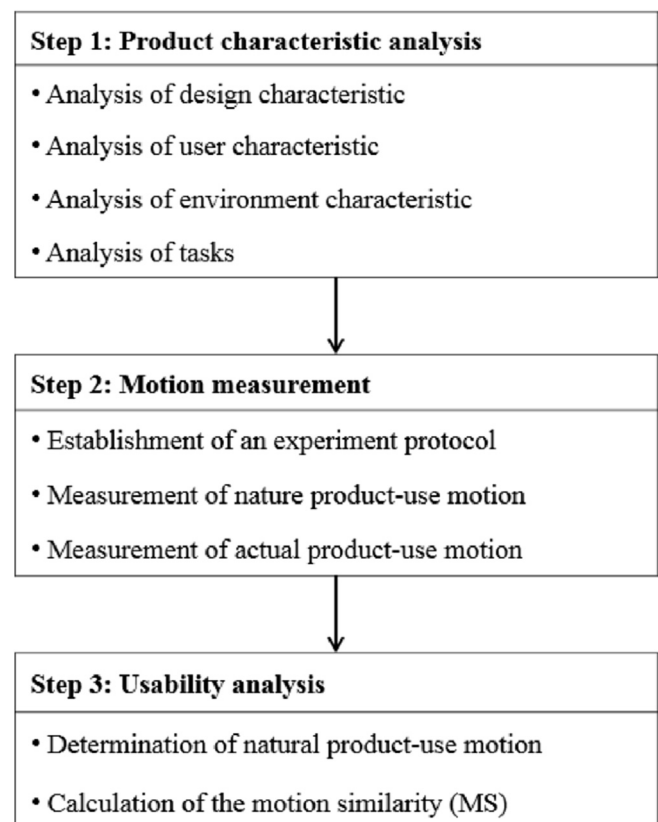 Step 1: Product characteristic analysis
• Analysis of design characteristic
• Analysis of user characteristic
• Analysis of environment characteristic
• Analysis of tasks
Step 2: Motion measurement
• Establishment of an experiment protocol
• Measurement of nature product-use motion
• Measurement of actual product-use motion
Step 3: Usability analysis
• Determination of natural product-use motion
• Calculation of the motion similarity (MS)